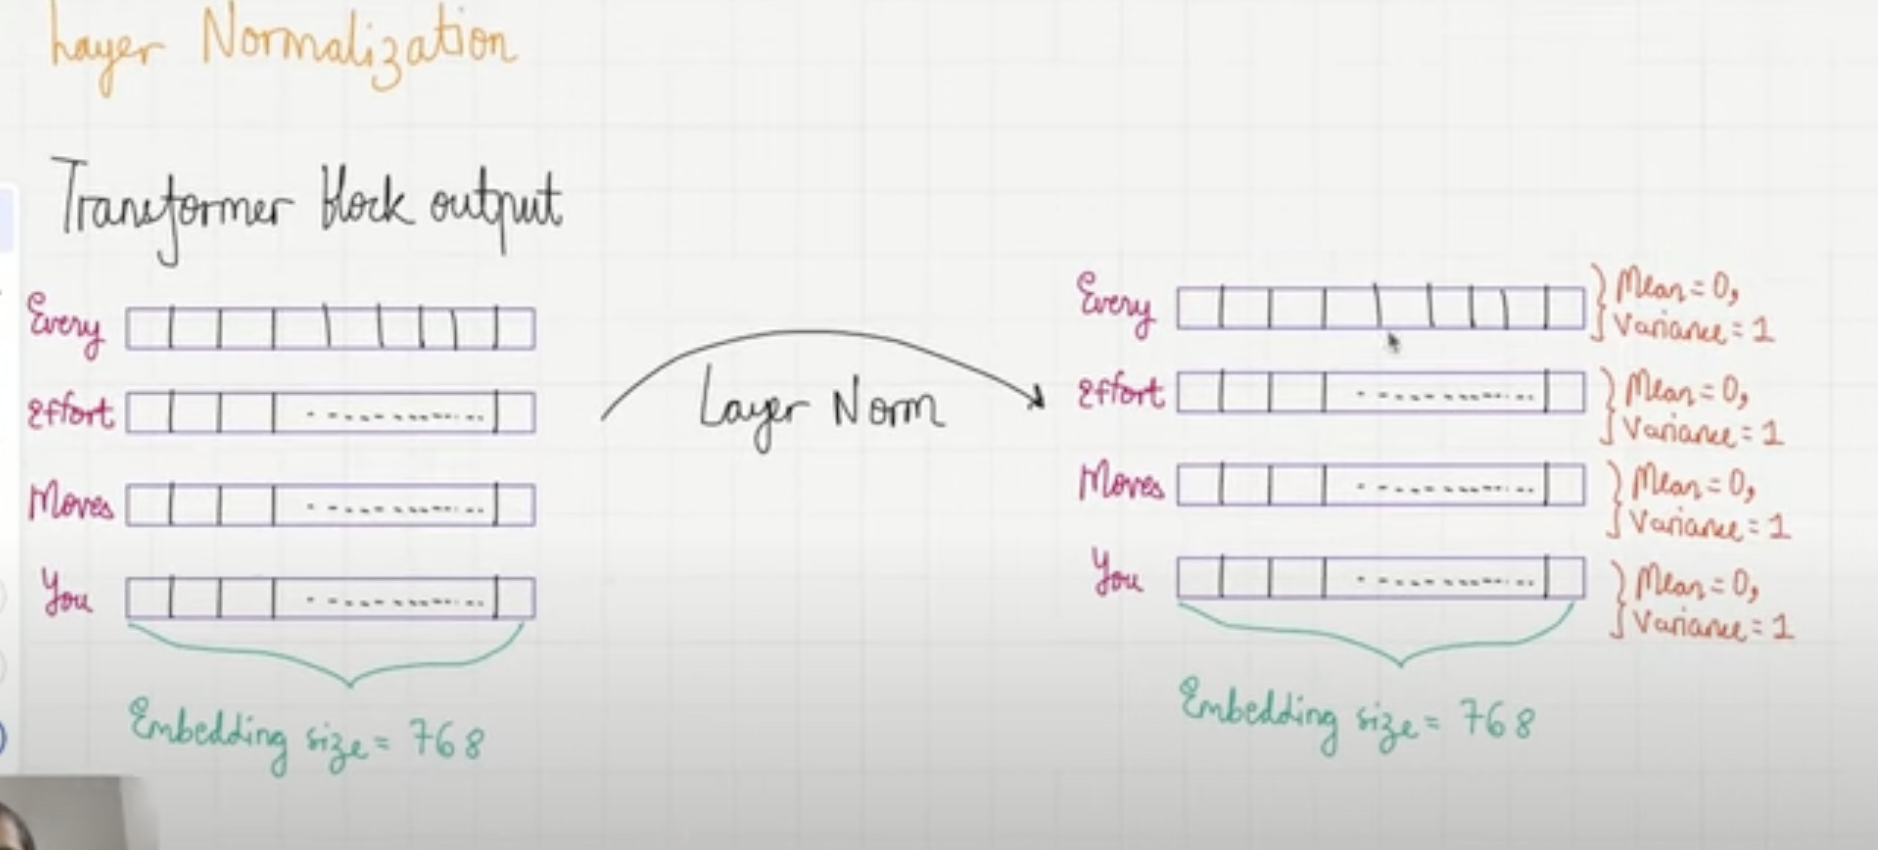 Layer Normalization
Transformer block output
Every
Effort
Moves
You
Embedding size = 768
Layer Norm
Every
Mean = 0,
Variance = 1
Effort
Mean = 0,
Variance = 1
Moves
Mean = 0,
Variance = 1
You
Mean = 0,
Variance = 1
Embedding size = 768